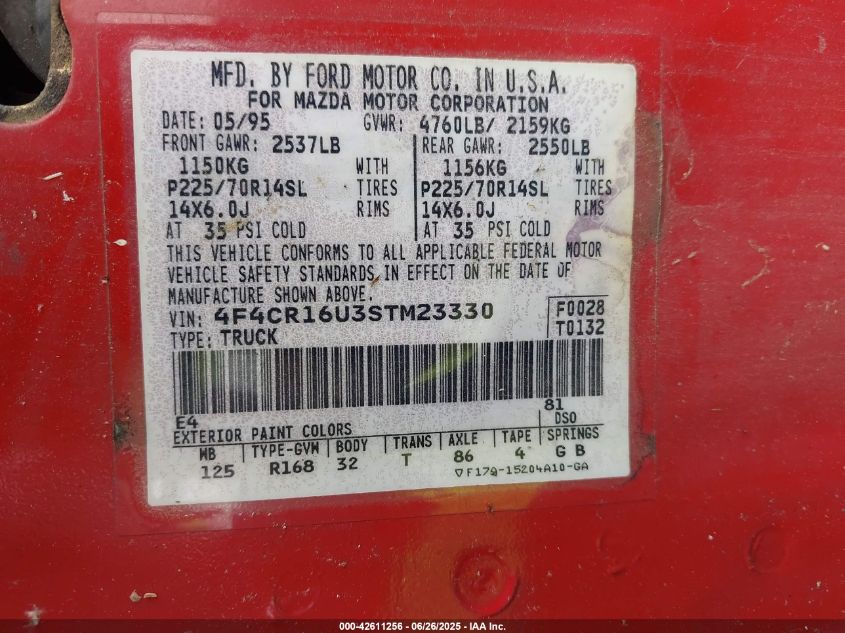 MFD. BY FORD MOTOR CO. IN U.S.A.
FOR MAZDA MOTOR CORPORATION
DATE: 05/95 GVWR: 4760LB/ 2159KG
FRONT GAWR: 2537LB REAR GAWR: 2550LB
1150KG WITH 1156KG WITH
P225/70R14SL TIRES P225/70R14SL TIRES
14X6.0J RIMS 14X6.0J RIMS
AT 35 PSI COLD AT 35 PSI COLD
THIS VEHICLE CONFORMS TO ALL APPLICABLE FEDERAL MOTOR
VEHICLE SAFETY STANDARDS IN EFFECT ON THE DATE OF
MANUFACTURE SHOWN ABOVE.
VIN: 4F4CR16U3STM23330 F0028
TYPE: TRUCK T0132
E4 81
EXTERIOR PAINT COLORS DSO
WB TYPE-GVW BODY TRANS AXLE TAPE SPRINGS
125 R168 32 T 86 4 G B
▽F17Q-15204A10-GA
000-42611256 - 06/26/2025 - IAA Inc.